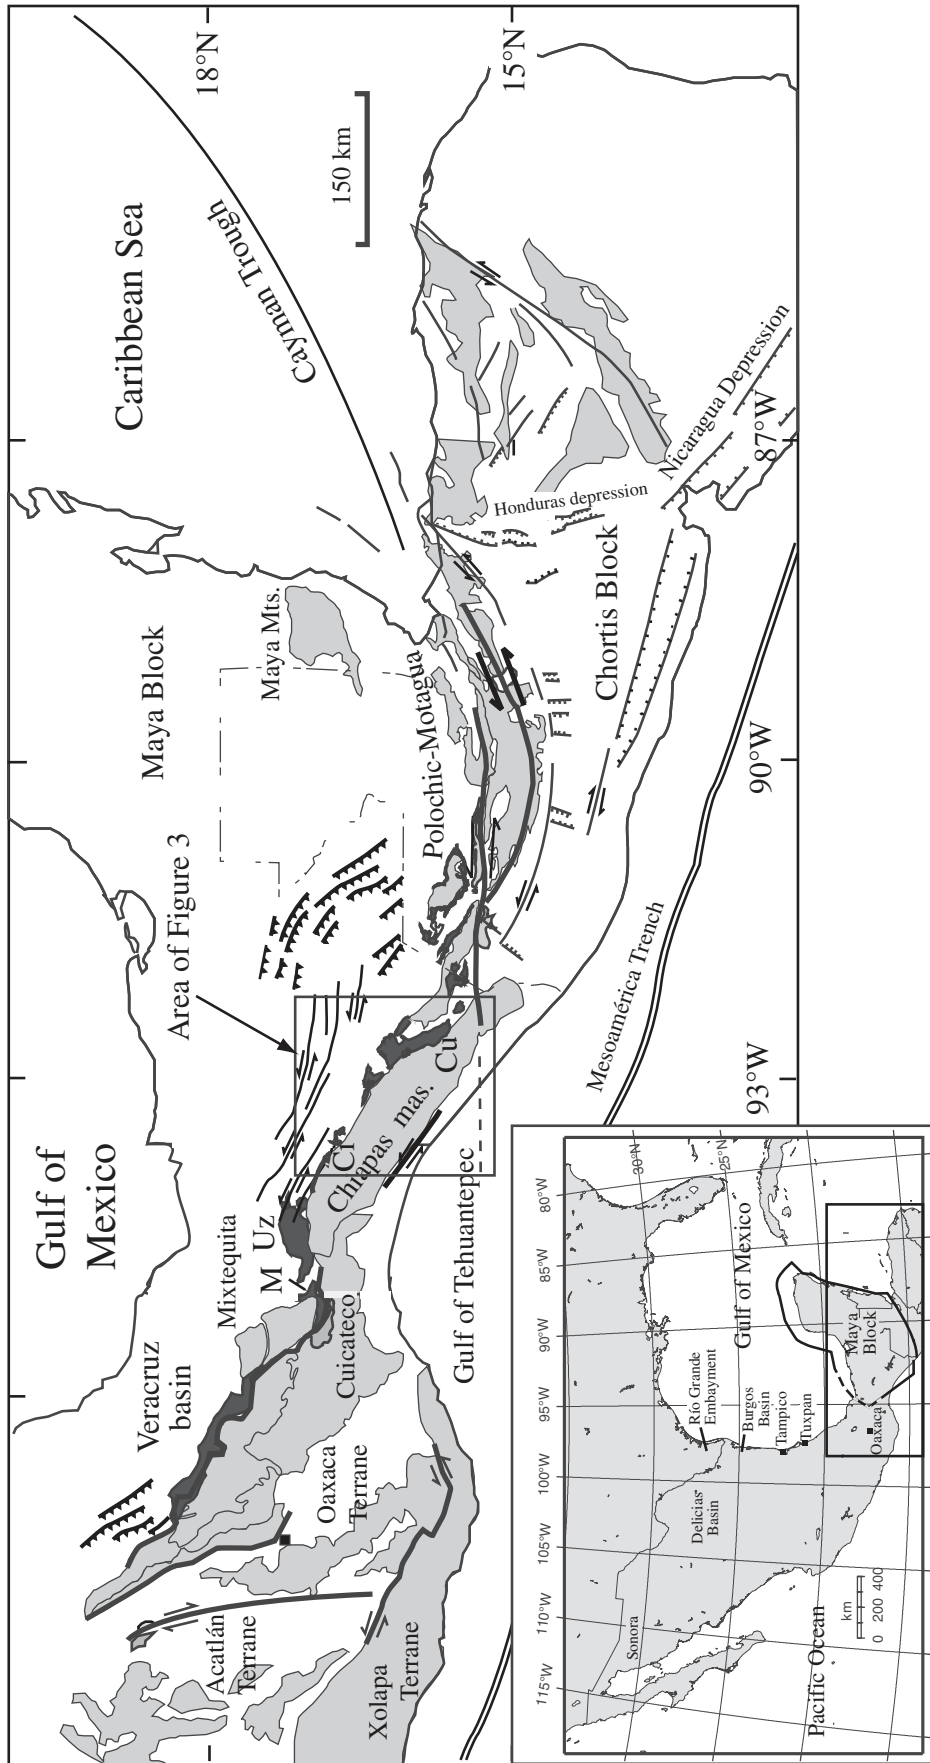 18°N
15°N
150 km
Caribbean Sea
Cayman Trough
Nicaragua Depression
87°W
Honduras depression
Maya Block
Maya Mts.
Chortis Block
Polochic-Motagua
90°W
Area of Figure 3
Mesoamérica Trench
93°W
Gulf of
Mexico
Cu
Ci
Chiapas mas.
Mixtequita
M Uz
Gulf of Tehuantepec
Veracruz
basin
Cuicateco
Oaxaca
Terrane
Acatlán
Terrane
Xolapa
Terrane
30°N
25°N
80°W
85°W
90°W
95°W
100°W
105°W
110°W
115°W
Gulf of Mexico
Maya
Block
Río Grande
Embayment
Burgos
Basin
Tampico
Tuxpan
Oaxaca
Delicias
Basin
Sonora
Pacific Ocean
km
0 200 400